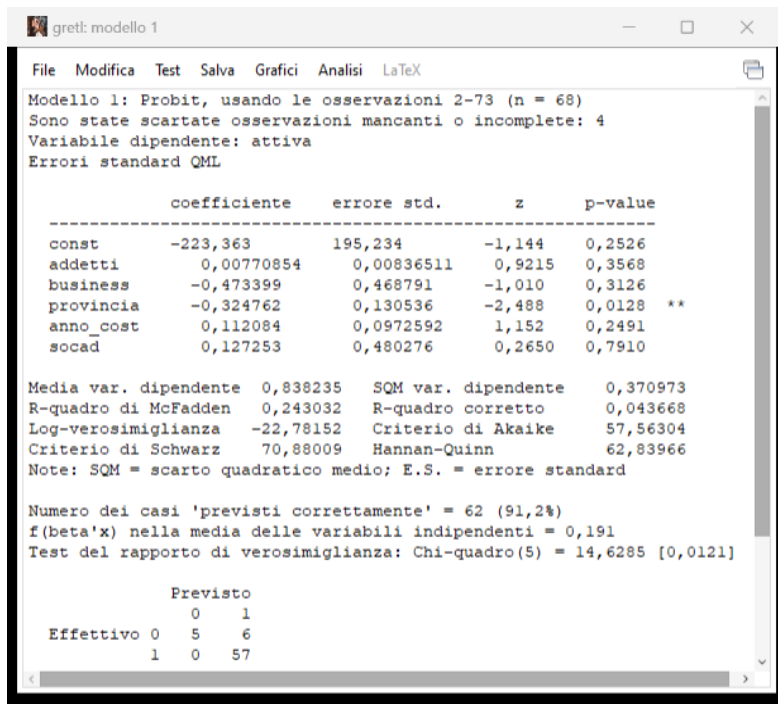 gretl: modello 1
File Modifica Test Salva Grafici Analisi LaTeX
Modello 1: Probit, usando le osservazioni 2-73 (n = 68)
Sono state scartate osservazioni mancanti o incomplete: 4
Variabile dipendente: attiva
Errori standard QML
coefficiente errore std. z p-value
---------------------------------------------------------------
const -223,363 195,234 -1,144 0,2526
addetti 0,00770854 0,00836511 0,9215 0,3568
business -0,473399 0,468791 -1,010 0,3126
provincia -0,324762 0,130536 -2,488 0,0128 **
anno_cost 0,112084 0,0972592 1,152 0,2491
socad 0,127253 0,480276 0,2650 0,7910
Media var. dipendente 0,838235 SQM var. dipendente 0,370973
R-quadro di McFadden 0,243032 R-quadro corretto 0,043668
Log-verosimiglianza -22,78152 Criterio di Akaike 57,56304
Criterio di Schwarz 70,88009 Hannan-Quinn 62,83966
Note: SQM = scarto quadratico medio; E.S. = errore standard
Numero dei casi 'previsti correttamente' = 62 (91,2%)
f(beta'x) nella media delle variabili indipendenti = 0,191
Test del rapporto di verosimiglianza: Chi-quadro(5) = 14,6285 [0,0121]
Previsto
0 1
Effettivo 0 5 6
1 0 57